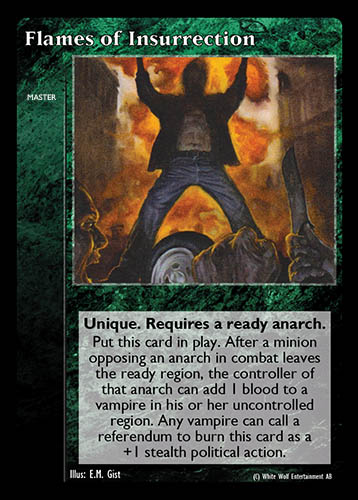 Flames of Insurrection
MASTER
Unique. Requires a ready anarch.
Put this card in play. After a minion
opposing an anarch in combat leaves
the ready region, the controller of
that anarch can add 1 blood to a
vampire in his or her uncontrolled
region. Any vampire can call a
referendum to burn this card as a
+1 stealth political action.
Illus: E.M. Gist
(C) White Wolf Entertainment AB